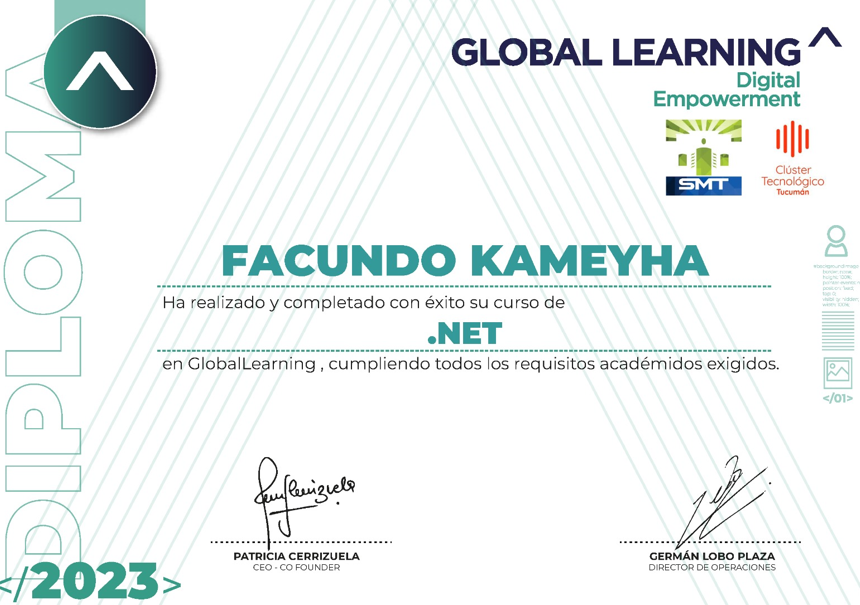 DIPLOMA
GLOBAL LEARNING
Digital
Empowerment
SMT
Clúster
Tecnológico
Tucumán
FACUNDO KAMEYHA
Ha realizado y completado con éxito su curso de
.NET
en GlobalLearning , cumpliendo todos los requisitos académidos exigidos.
</01>
PATRICIA CERRIZUELA
CEO - CO FOUNDER
GERMÁN LOBO PLAZA
DIRECTOR DE OPERACIONES
</2023>